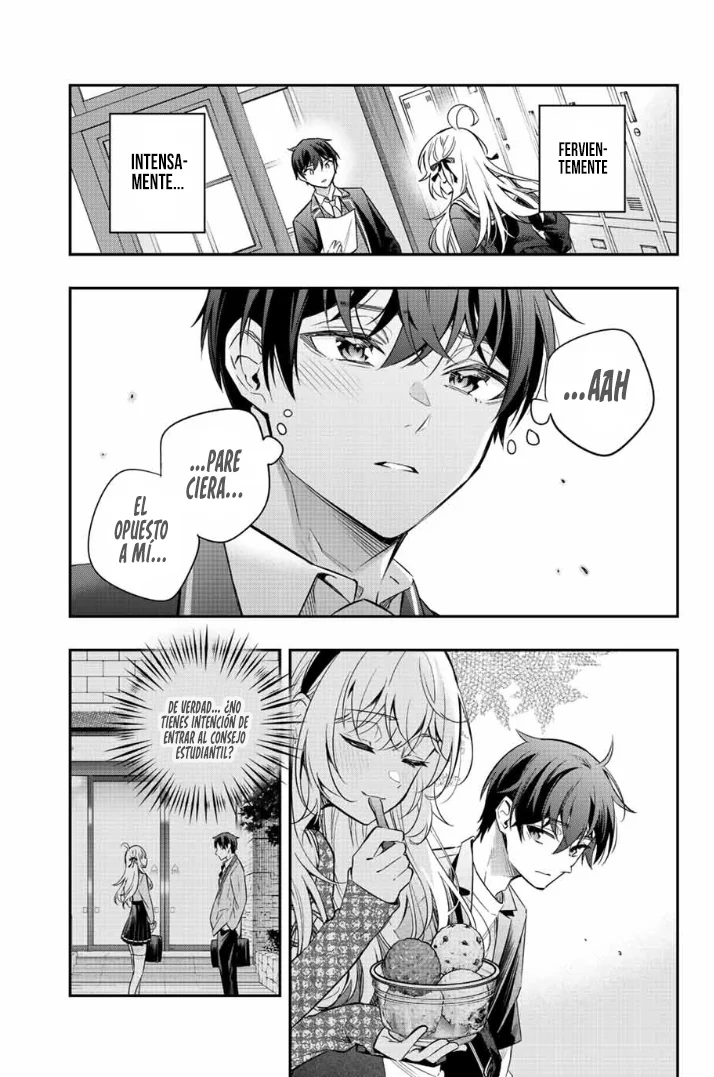 FERVIEN-
TEMENTE
INTENSA-
MENTE...
...AAH
...PARE
CIERA...
EL
OPUESTO
A MÍ...
DE VERDAD... ¿NO
TIENES INTENCIÓN DE
ENTRAR AL CONSEJO
ESTUDIANTIL?